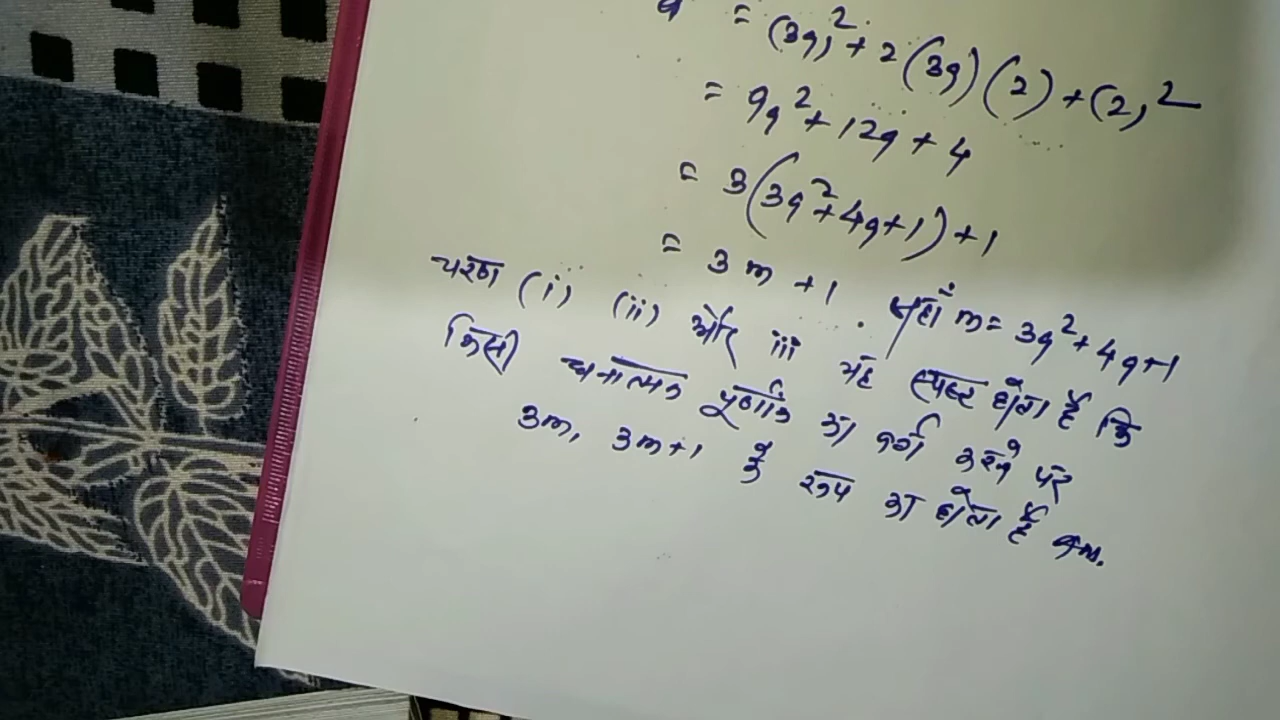 = (3q)² + 2(3q)(2) + (2)²
= 9q² + 12q + 4
= 3(3q² + 4q + 1) + 1
= 3m + 1 . जहाँ m = 3q² + 4q + 1
चरण (i) (ii) और iii यह स्पष्ट होता है कि
किसी धनात्मक पूर्णांक का वर्ग करने पर
3m, 3m+1 के रूप का होता है